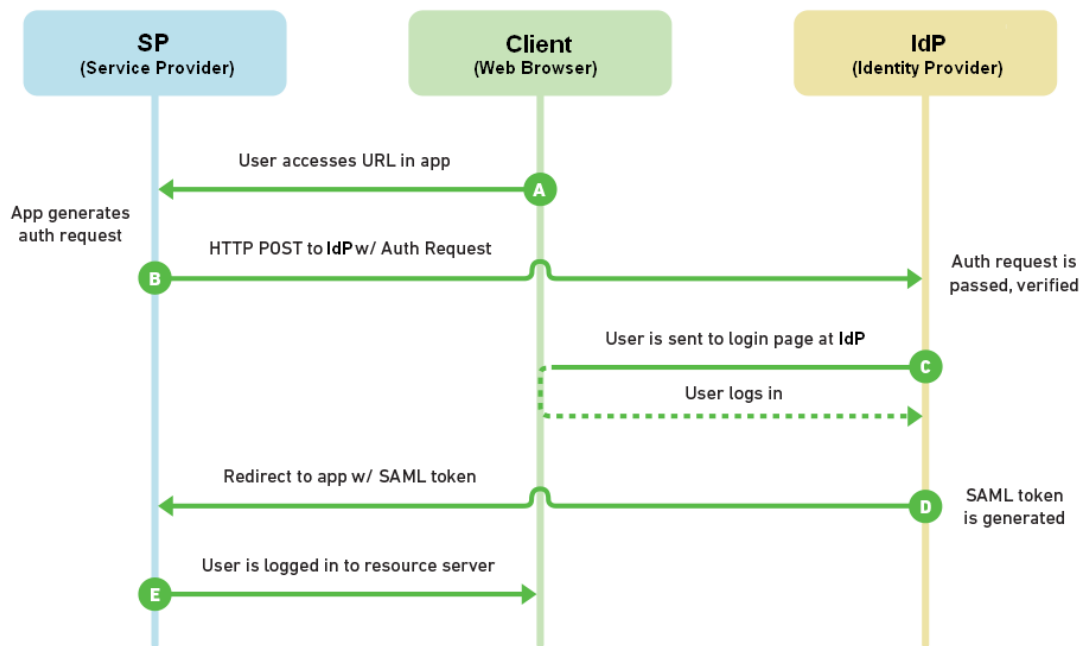 SP
(Service Provider)
Client
(Web Browser)
IdP
(Identity Provider)
User accesses URL in app
A
App generates
auth request
HTTP POST to IdP w/ Auth Request
B
Auth request is
passed, verified
User is sent to login page at IdP
C
User logs in
Redirect to app w/ SAML token
D
SAML token
is generated
User is logged in to resource server
E